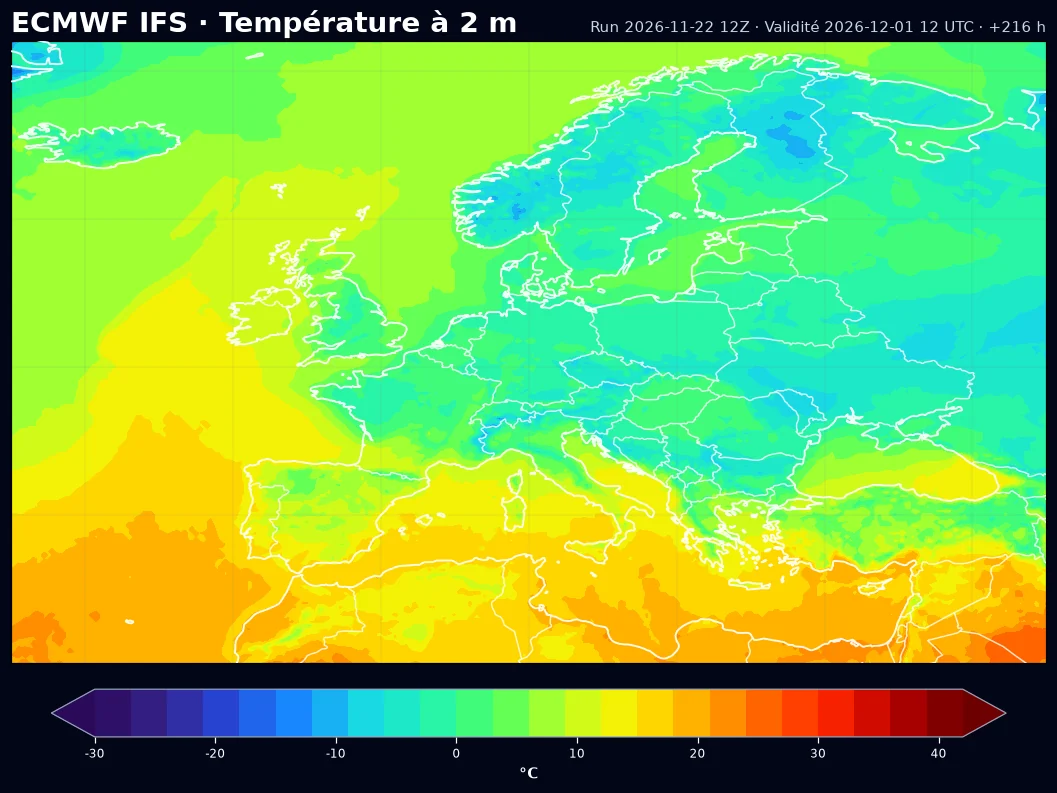 ECMWF IFS · Température à 2 m
Run 2026-11-22 12Z · Validité 2026-12-01 12 UTC · +216 h
-30 -20 -10 0 10 20 30 40
°C